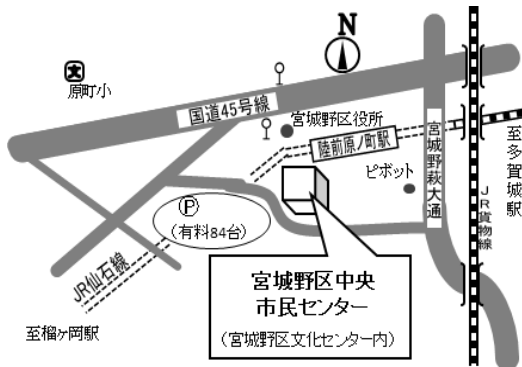 N
文
原町小
国道45号線
宮城野区役所
陸前原ノ町駅
宮城野萩大通
至多賀城駅
ピボット
JR貨物線
P
(有料84台)
JR仙石線
至榴ヶ岡駅
宮城野区中央
市民センター
(宮城野区文化センター内)